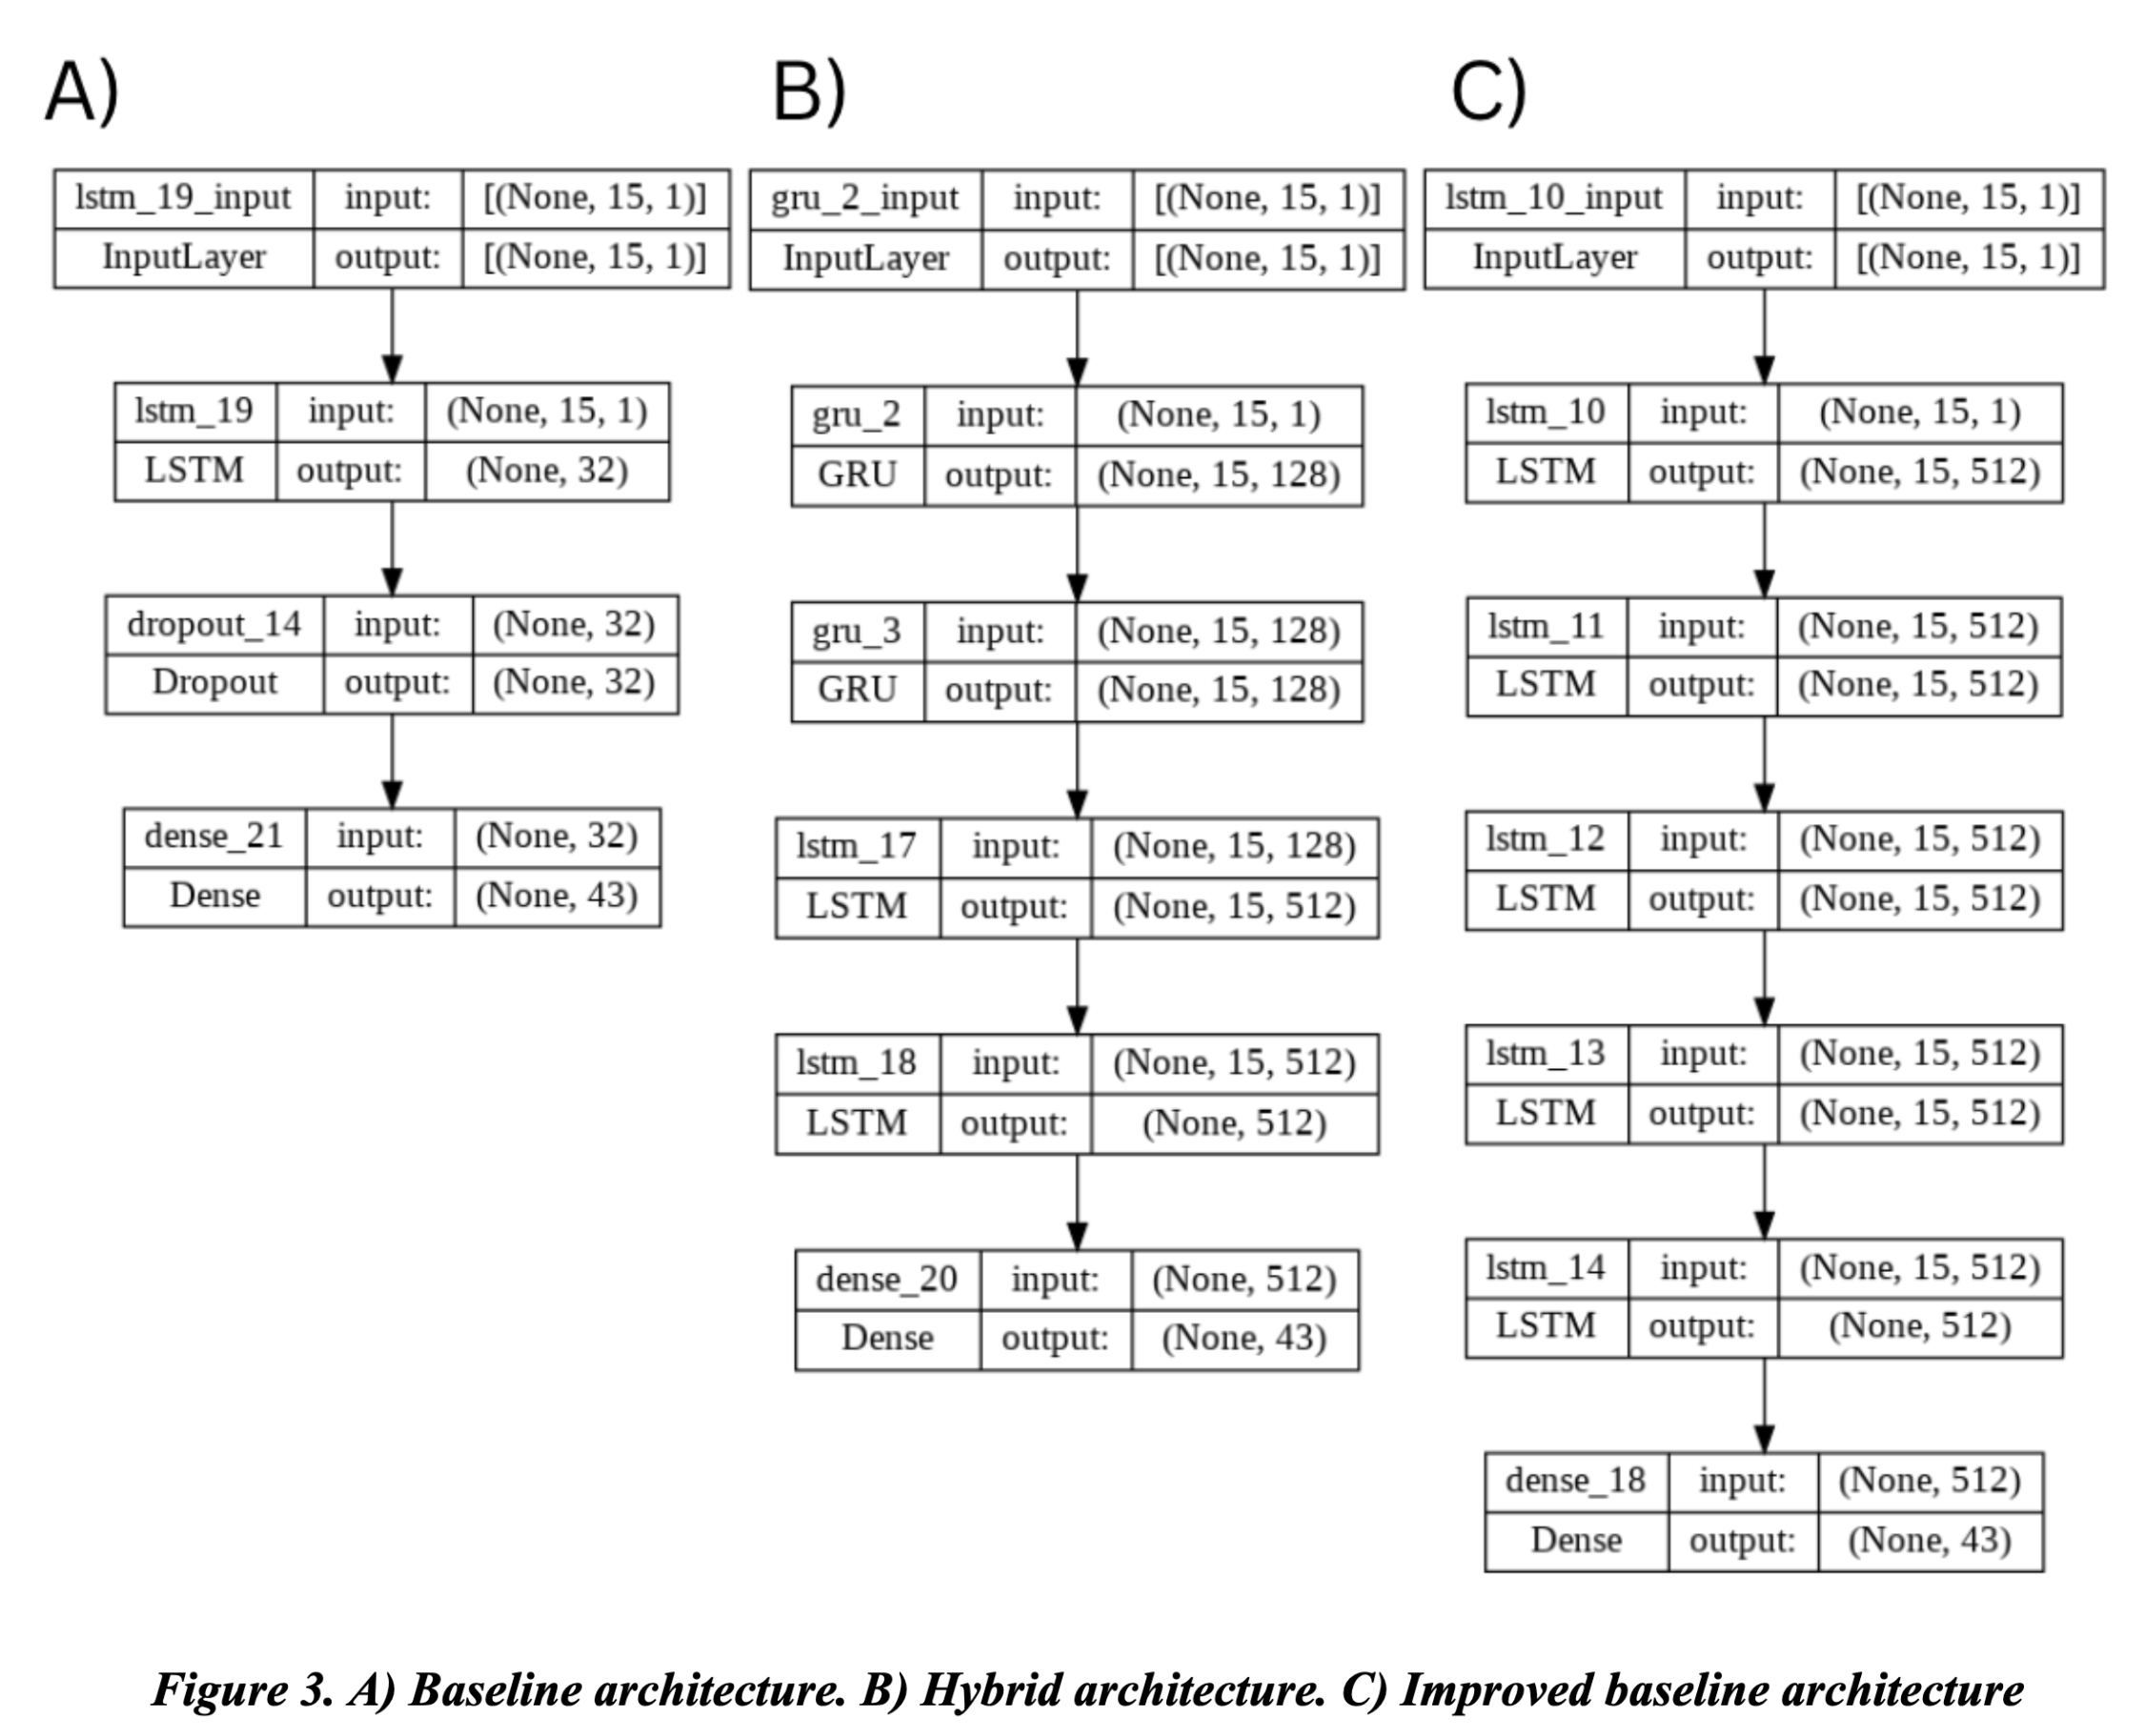 A)
lstm_19_input input: [(None, 15, 1)]
InputLayer output: [(None, 15, 1)]
lstm_19 input: (None, 15, 1)
LSTM output: (None, 32)
dropout_14 input: (None, 32)
Dropout output: (None, 32)
dense_21 input: (None, 32)
Dense output: (None, 43)
B)
gru_2_input input: [(None, 15, 1)]
InputLayer output: [(None, 15, 1)]
gru_2 input: (None, 15, 1)
GRU output: (None, 15, 128)
gru_3 input: (None, 15, 128)
GRU output: (None, 15, 128)
lstm_17 input: (None, 15, 128)
LSTM output: (None, 15, 512)
lstm_18 input: (None, 15, 512)
LSTM output: (None, 512)
dense_20 input: (None, 512)
Dense output: (None, 43)
C)
lstm_10_input input: [(None, 15, 1)]
InputLayer output: [(None, 15, 1)]
lstm_10 input: (None, 15, 1)
LSTM output: (None, 15, 512)
lstm_11 input: (None, 15, 512)
LSTM output: (None, 15, 512)
lstm_12 input: (None, 15, 512)
LSTM output: (None, 15, 512)
lstm_13 input: (None, 15, 512)
LSTM output: (None, 15, 512)
lstm_14 input: (None, 15, 512)
LSTM output: (None, 512)
dense_18 input: (None, 512)
Dense output: (None, 43)
Figure 3. A) Baseline architecture. B) Hybrid architecture. C) Improved baseline architecture